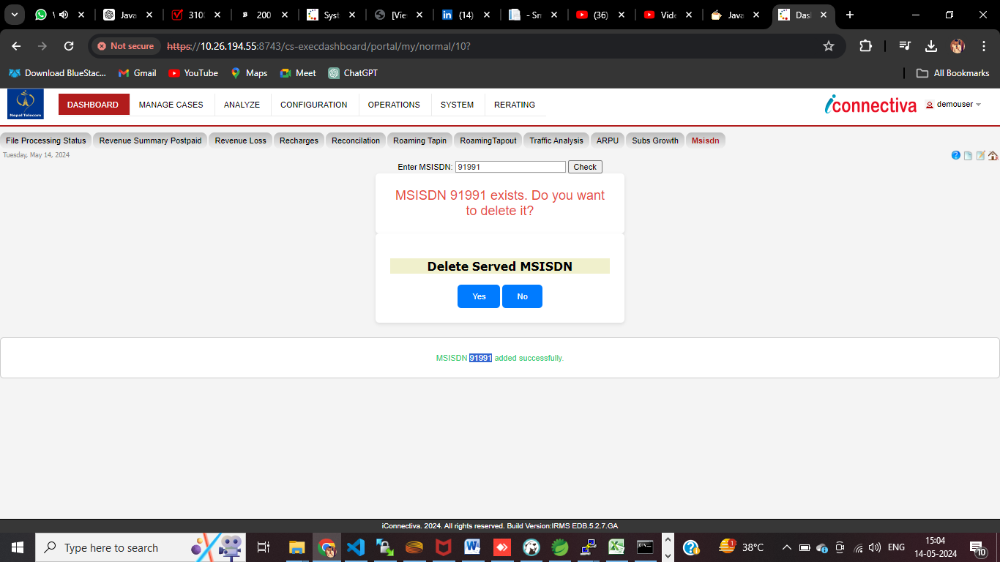 W
Java
310
200
Syst
[Vie
(14)
- Sn
(36)
Vide
Java
Das
Not secure https://10.26.194.55:8743/cs-execdashboard/portal/my/normal/10?
Download BlueStac... Gmail YouTube Maps Meet ChatGPT All Bookmarks
Nepal Telecom
DASHBOARD MANAGE CASES ANALYZE CONFIGURATION OPERATIONS SYSTEM RERATING
iconnectiva demouser
File Processing Status Revenue Summary Postpaid Revenue Loss Recharges Reconcilation Roaming Tapin RoamingTapout Traffic Analysis ARPU Subs Growth Msisdn
Tuesday, May 14, 2024
Enter MSISDN: 91991 Check
MSISDN 91991 exists. Do you want
to delete it?
Delete Served MSISDN
Yes No
MSISDN 91991 added successfully.
iConnectiva. 2024. All rights reserved. Build Version:IRMS EDB.5.2.7.GA
Type here to search
1
38°C
ENG
15:04
14-05-2024
10